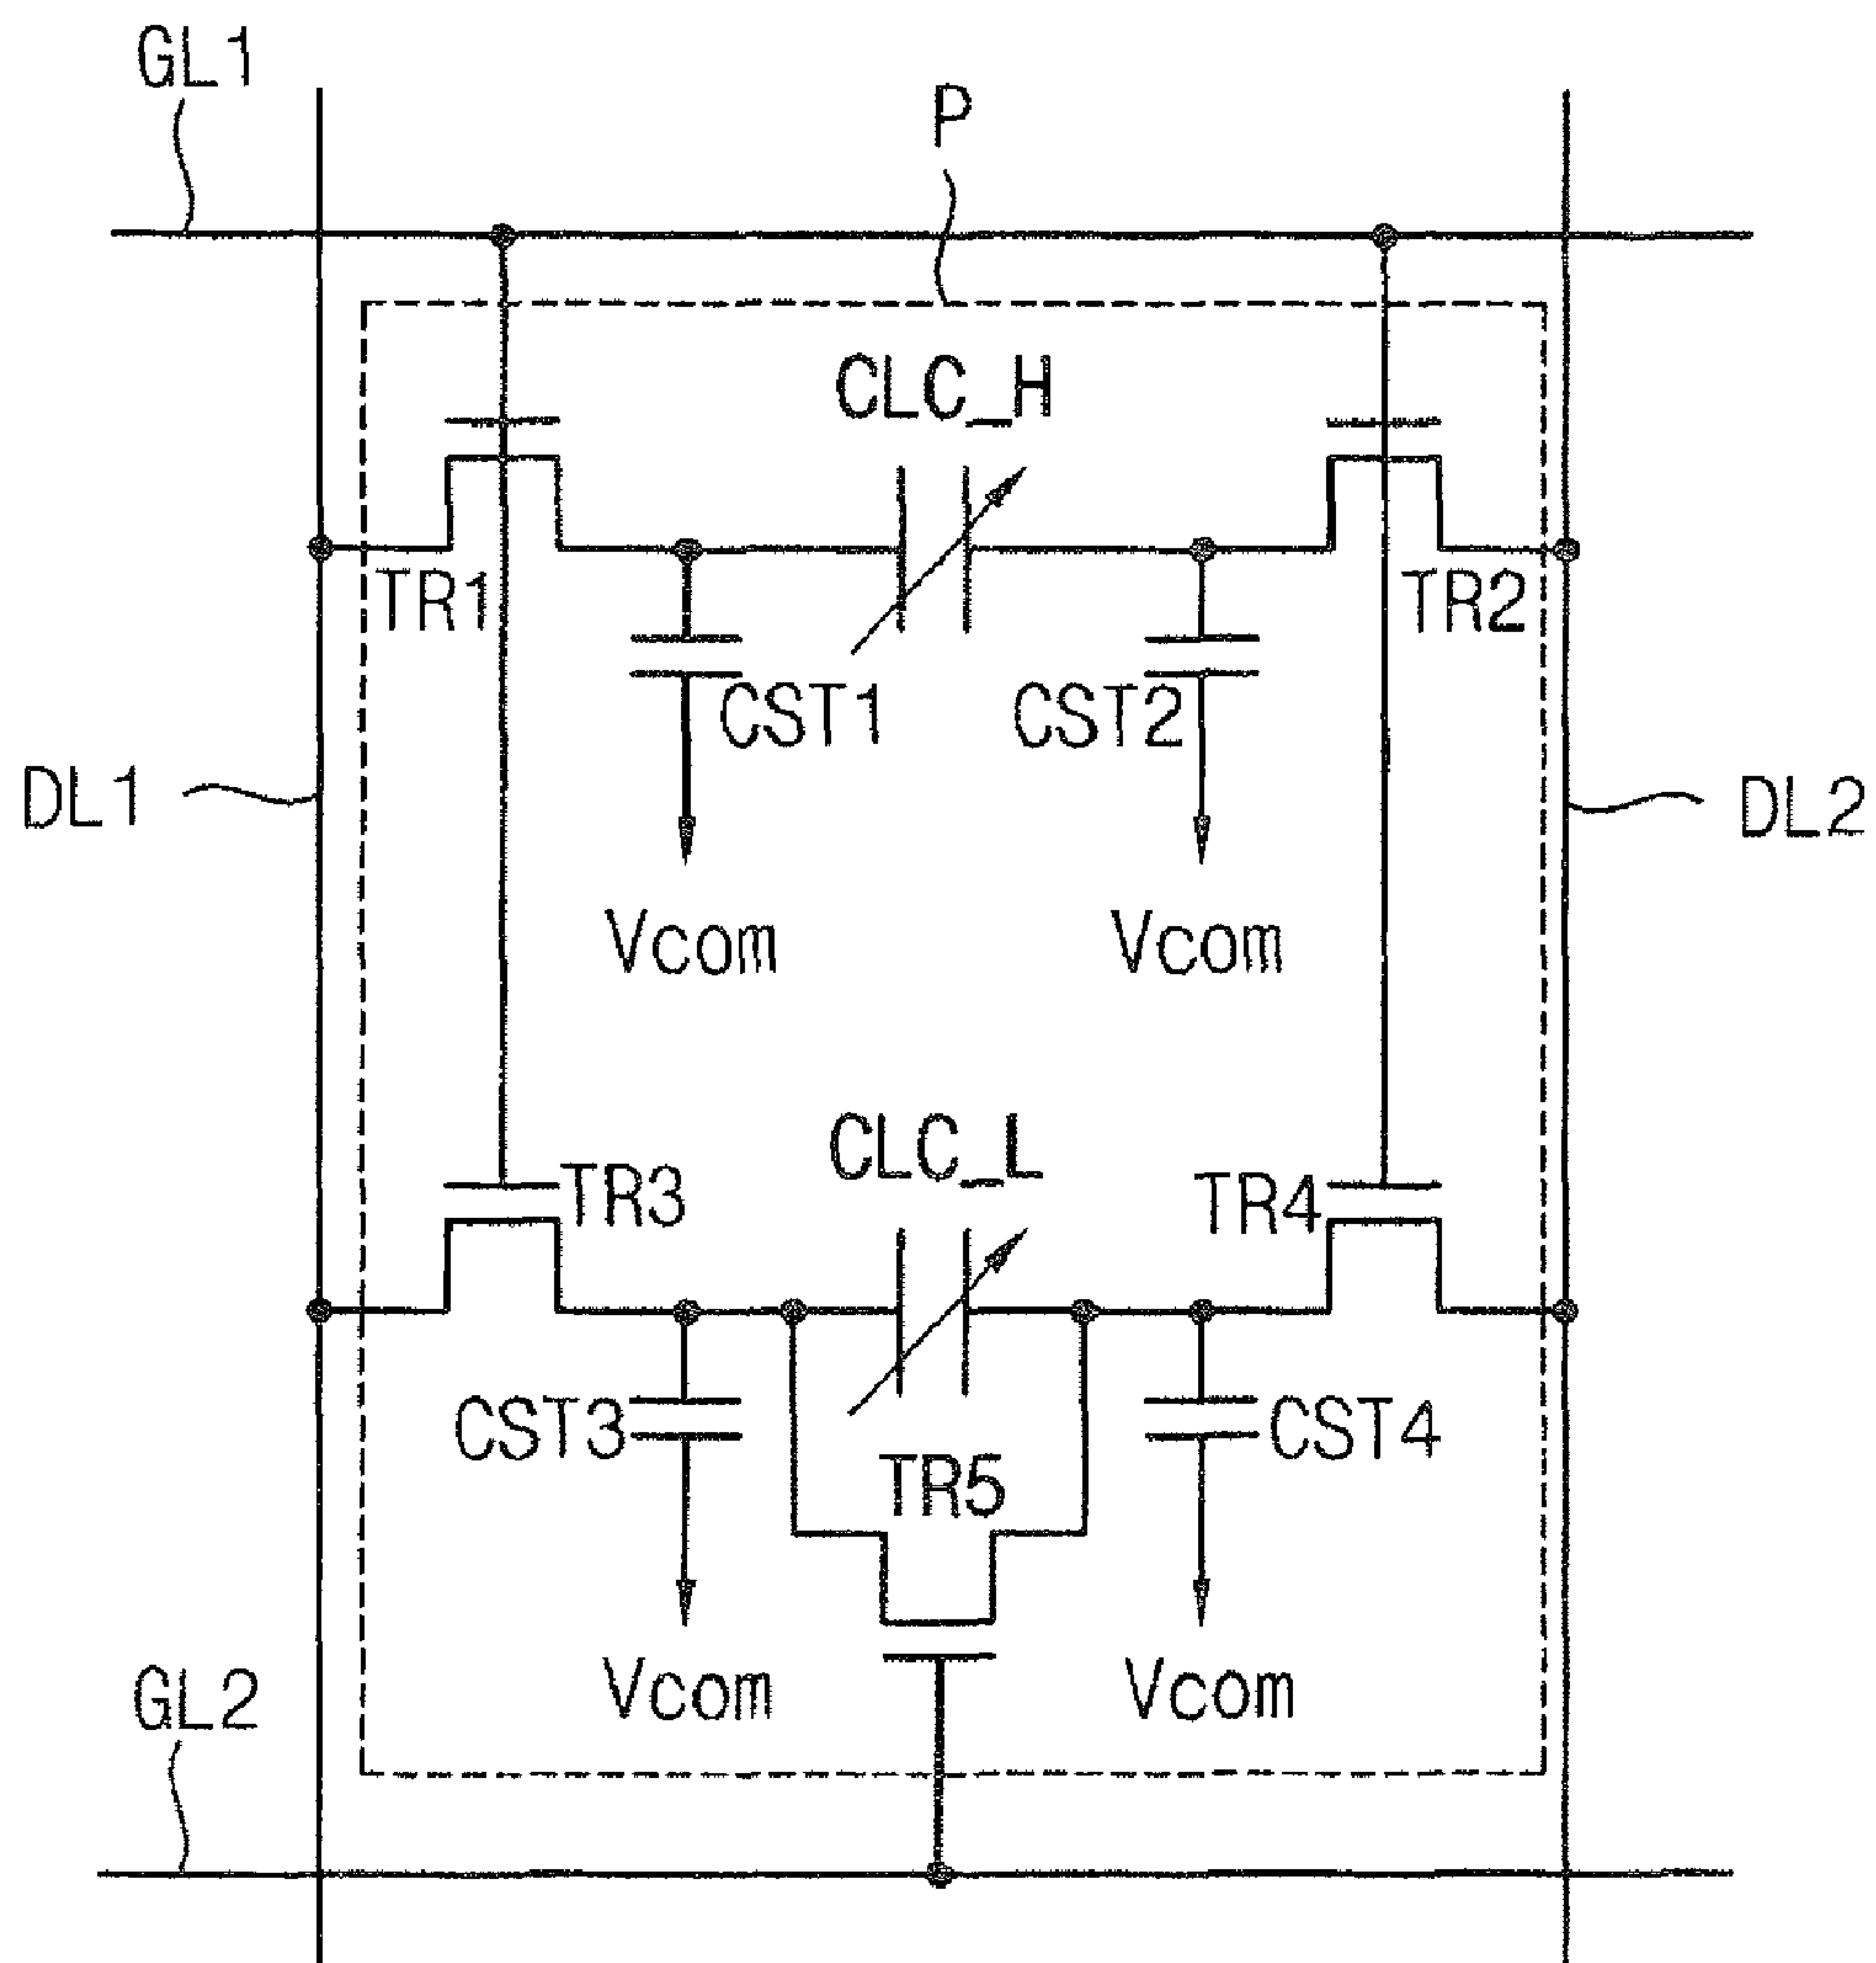 GL1
P
CLC_H
TR1
TR2
CST1
CST2
DL1
DL2
Vcom
Vcom
CLC_L
TR3
TR4
CST3
CST4
TR5
Vcom
Vcom
GL2